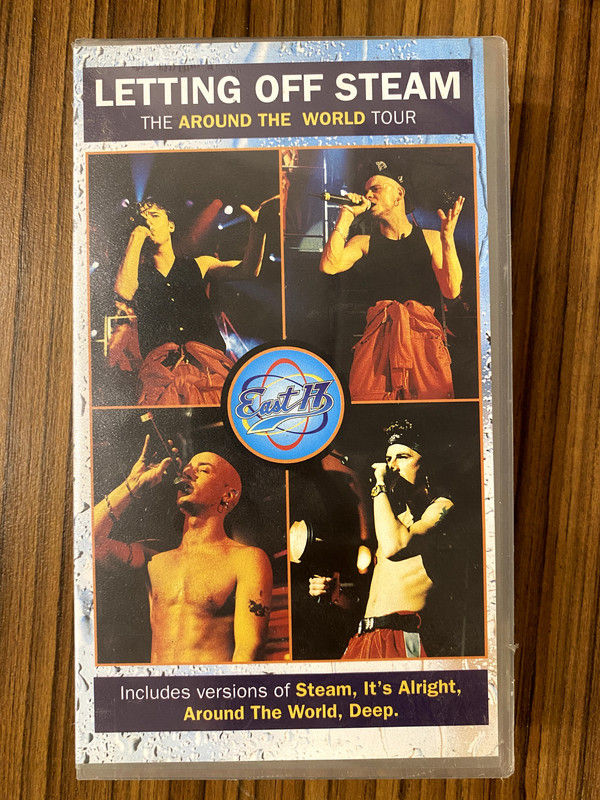 LETTING OFF STEAM
THE AROUND THE WORLD TOUR
East 17
Includes versions of Steam, It's Alright,
Around The World, Deep.